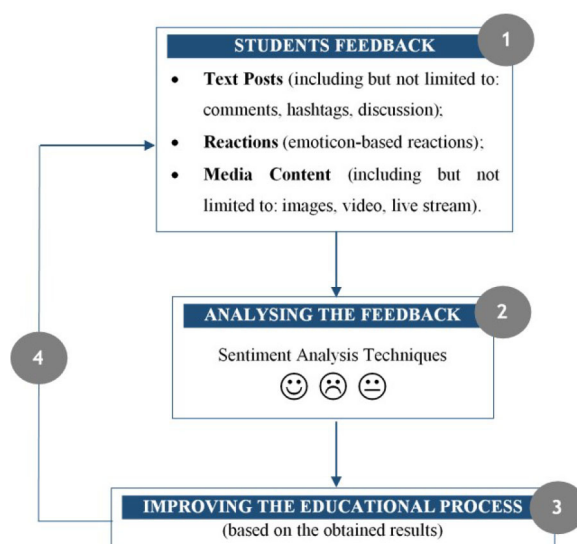 STUDENTS FEEDBACK
1
• Text Posts (including but not limited to:
comments, hashtags, discussion);
• Reactions (emoticon-based reactions);
• Media Content (including but not
limited to: images, video, live stream).
ANALYSING THE FEEDBACK
2
Sentiment Analysis Techniques
4
IMPROVING THE EDUCATIONAL PROCESS
3
(based on the obtained results)